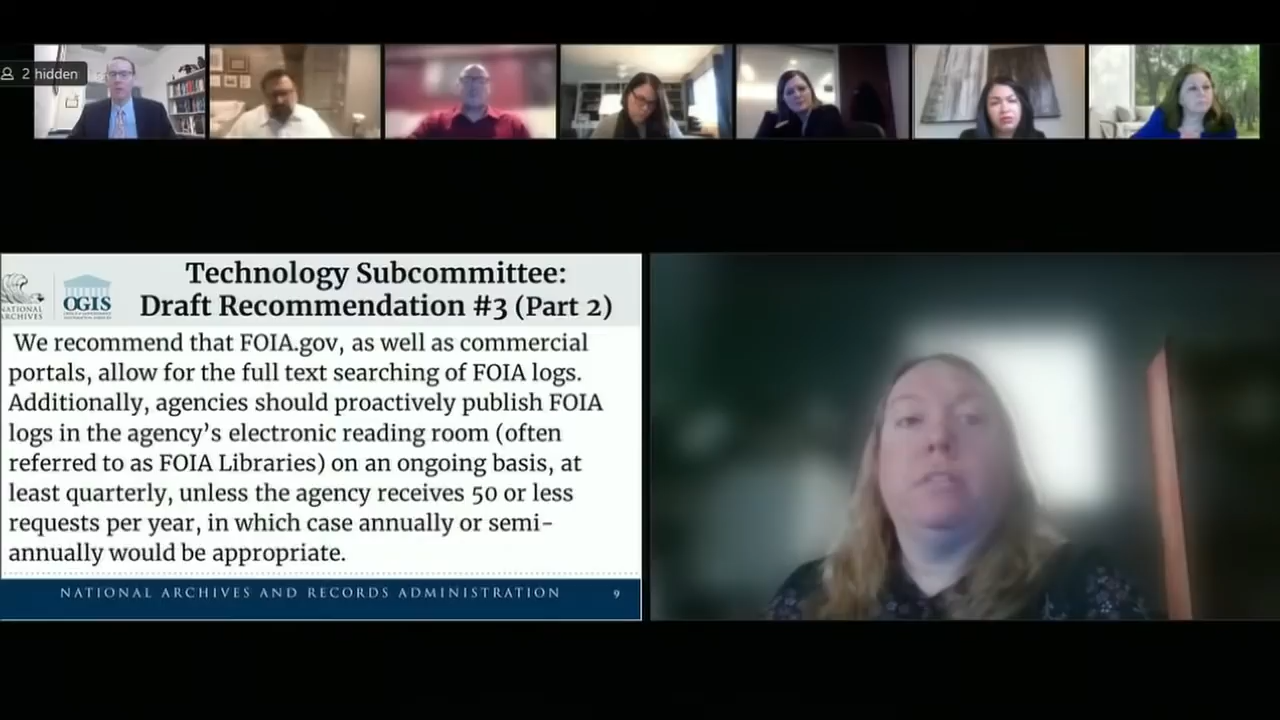 2 hidden
Technology Subcommittee:
Draft Recommendation #3 (Part 2)
NATIONAL
ARCHIVES
OGIS
We recommend that FOIA.gov, as well as commercial
portals, allow for the full text searching of FOIA logs.
Additionally, agencies should proactively publish FOIA
logs in the agency’s electronic reading room (often
referred to as FOIA Libraries) on an ongoing basis, at
least quarterly, unless the agency receives 50 or less
requests per year, in which case annually or semi-
annually would be appropriate.
NATIONAL ARCHIVES AND RECORDS ADMINISTRATION
9